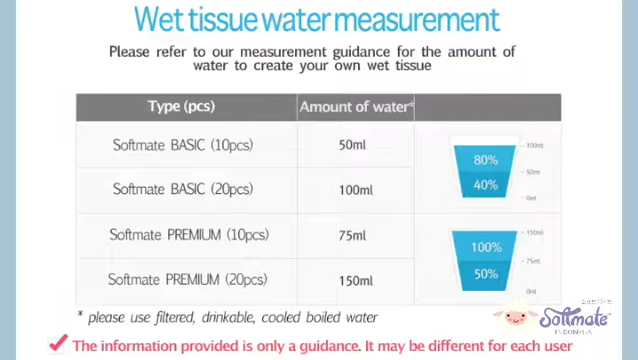 Wet tissue water measurement
Please refer to our measurement guidance for the amount of
water to create your own wet tissue
Type (pcs) Amount of water*
Softmate BASIC (10pcs) 50ml
Softmate BASIC (20pcs) 100ml
80%
40%
100ml
50ml
0ml
Softmate PREMIUM (10pcs) 75ml
Softmate PREMIUM (20pcs) 150ml
100%
50%
150ml
75ml
0ml
* please use filtered, drinkable, cooled boiled water
Softmate
INDONESIA
The information provided is only a guidance. It may be different for each user